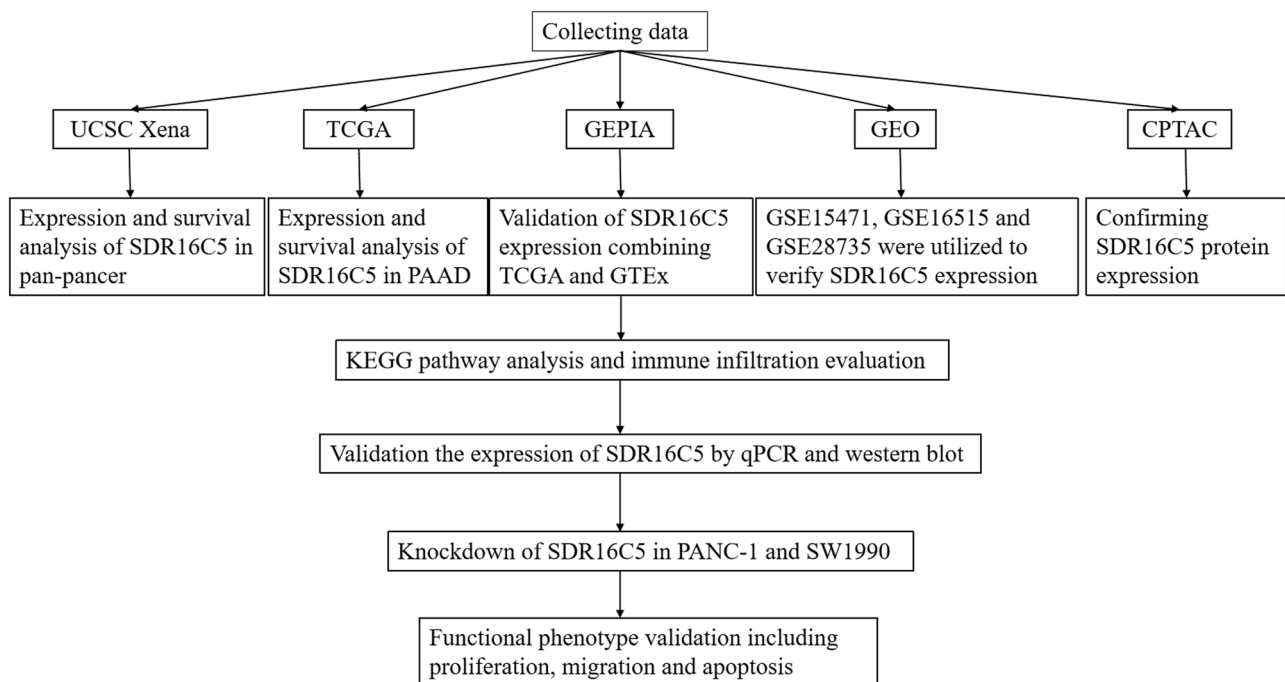 Collecting data
UCSC Xena
TCGA
GEPIA
GEO
CPTAC
Expression and survival
analysis of SDR16C5 in
pan-pancer
Expression and
survival analysis of
SDR16C5 in PAAD
Validation of SDR16C5
expression combining
TCGA and GTEx
GSE15471, GSE16515 and
GSE28735 were utilized to
verify SDR16C5 expression
Confirming
SDR16C5 protein
expression
KEGG pathway analysis and immune infiltration evaluation
Validation the expression of SDR16C5 by qPCR and western blot
Knockdown of SDR16C5 in PANC-1 and SW1990
Functional phenotype validation including
proliferation, migration and apoptosis